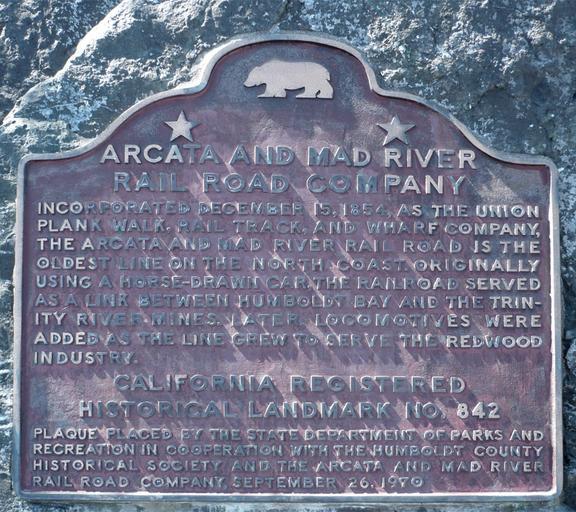 ARCATA AND MAD RIVER
RAIL ROAD COMPANY
INCORPORATED DECEMBER 15, 1854, AS THE UNION
PLANK WALK, RAIL TRACK, AND WHARF COMPANY,
THE ARCATA AND MAD RIVER RAIL ROAD IS THE
OLDEST LINE ON THE NORTH COAST. ORIGINALLY
USING A HORSE-DRAWN CAR, THE RAILROAD SERVED
AS A LINK BETWEEN HUMBOLDT BAY AND THE TRIN-
ITY RIVER MINES. LATER, LOCOMOTIVES WERE
ADDED AS THE LINE GREW TO SERVE THE REDWOOD
INDUSTRY.
CALIFORNIA REGISTERED
HISTORICAL LANDMARK NO. 842
PLAQUE PLACED BY THE STATE DEPARTMENT OF PARKS AND
RECREATION IN COOPERATION WITH THE HUMBOLDT COUNTY
HISTORICAL SOCIETY AND THE ARCATA AND MAD RIVER
RAIL ROAD COMPANY, SEPTEMBER 26, 1970